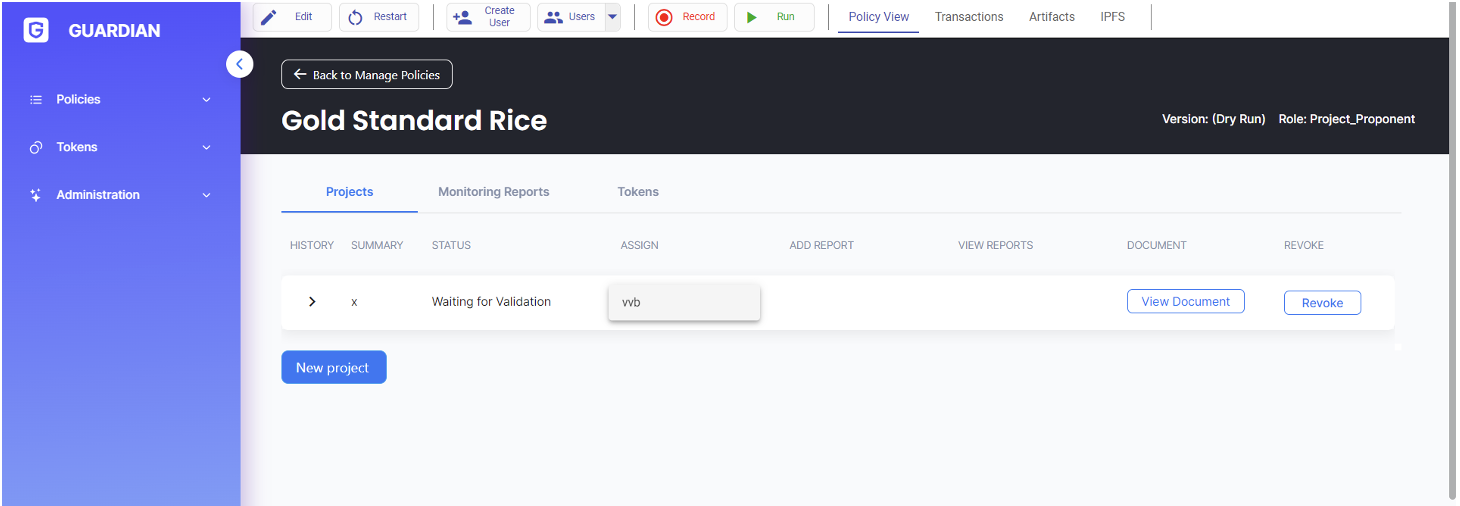 GUARDIAN
Policies
Tokens
Administration
Edit
Restart
Create
User
Users
Record
Run
Policy View
Transactions
Artifacts
IPFS
Back to Manage Policies
Gold Standard Rice
Version: (Dry Run) Role: Project_Proponent
Projects
Monitoring Reports
Tokens
HISTORY SUMMARY STATUS ASSIGN ADD REPORT VIEW REPORTS DOCUMENT REVOKE
x Waiting for Validation vvb View Document Revoke
New project